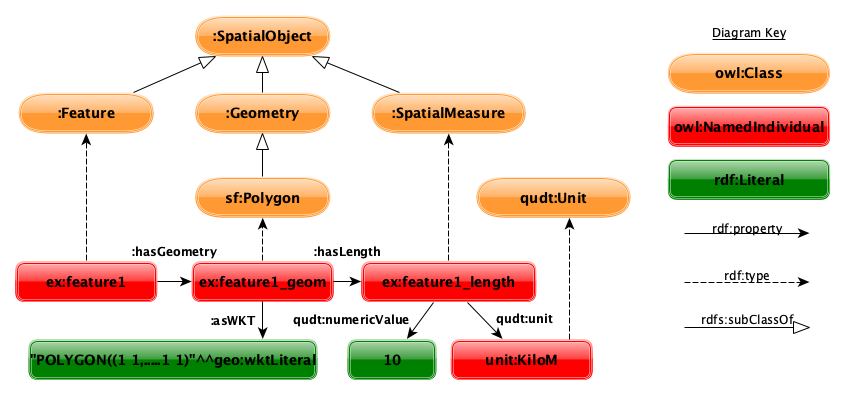 :SpatialObject
Diagram Key
owl:Class
:Feature
:Geometry
:SpatialMeasure
owl:NamedIndividual
rdf:Literal
sf:Polygon
qudt:Unit
rdf:property
:hasGeometry
:hasLength
ex:feature1
ex:feature1_geom
ex:feature1_length
rdf:type
:asWKT
qudt:numericValue
qudt:unit
rdfs:subClassOf
"POLYGON((1 1,.....1 1)"^^geo:wktLiteral
10
unit:KiloM